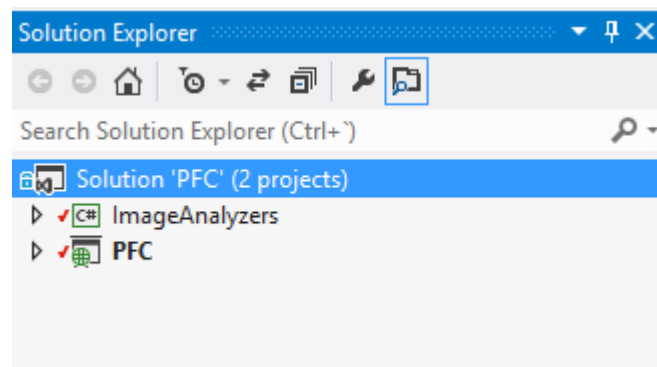 Solution Explorer
Search Solution Explorer (Ctrl+`)
Solution 'PFC' (2 projects)
C# ImageAnalyzers
PFC